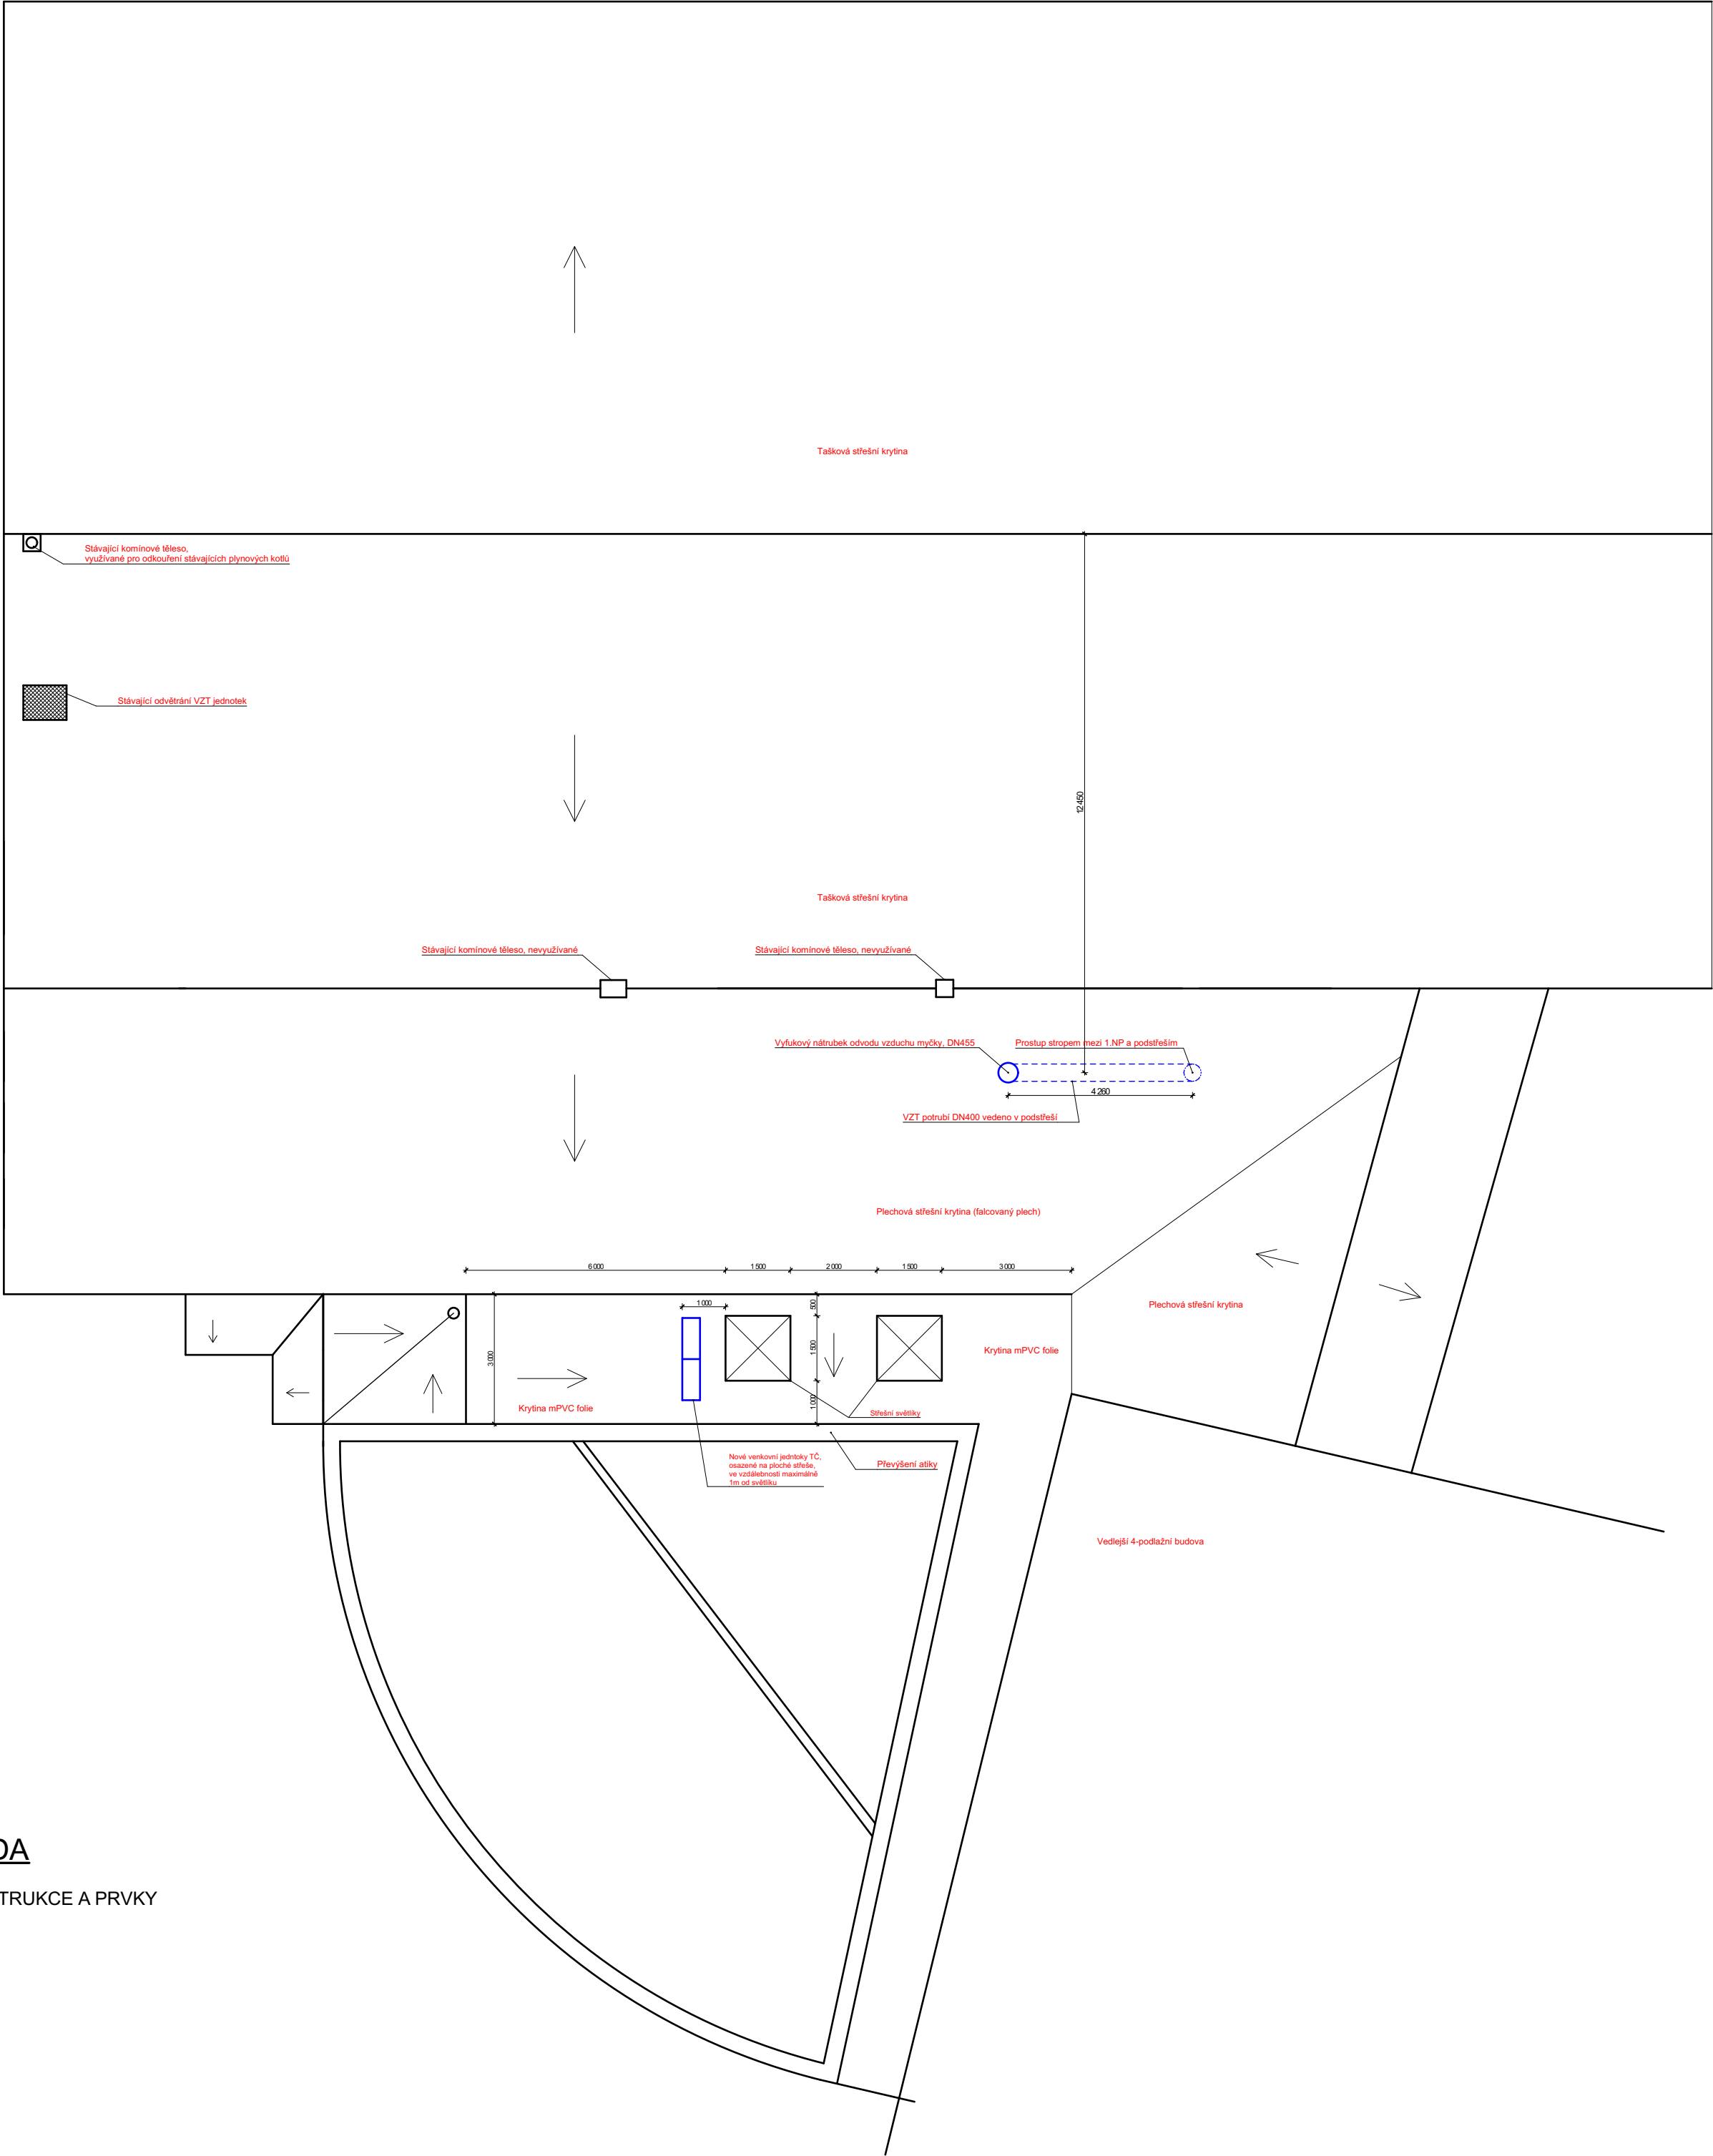 Tašková střešní krytina
Stávající komínové těleso,
využívané pro odkouření stávajících plynových kotlů
Stávající odvětrání VZT jednotek
12 450
Tašková střešní krytina
Stávající komínové těleso, nevyužívané
Stávající komínové těleso, nevyužívané
Vyfukový nátrubek odvodu vzduchu myčky, DN455
Prostup stropem mezi 1.NP a podstřeším
4 260
VZT potrubí DN400 vedeno v podstřeší
Plechová střešní krytina (falcovaný plech)
6 000
1 500
2 000
1 500
3 000
1 000
500
Plechová střešní krytina
3 000
1 500
Krytina mPVC folie
1 000
Krytina mPVC folie
Střešní světlíky
Nové venkovní jedntoky TČ,
osazené na ploché střeše,
ve vzdálebnosti maximálně
1m od světlíku
Převýšení atiky
Vedlejší 4-podlažní budova
DA
TRUKCE A PRVKY